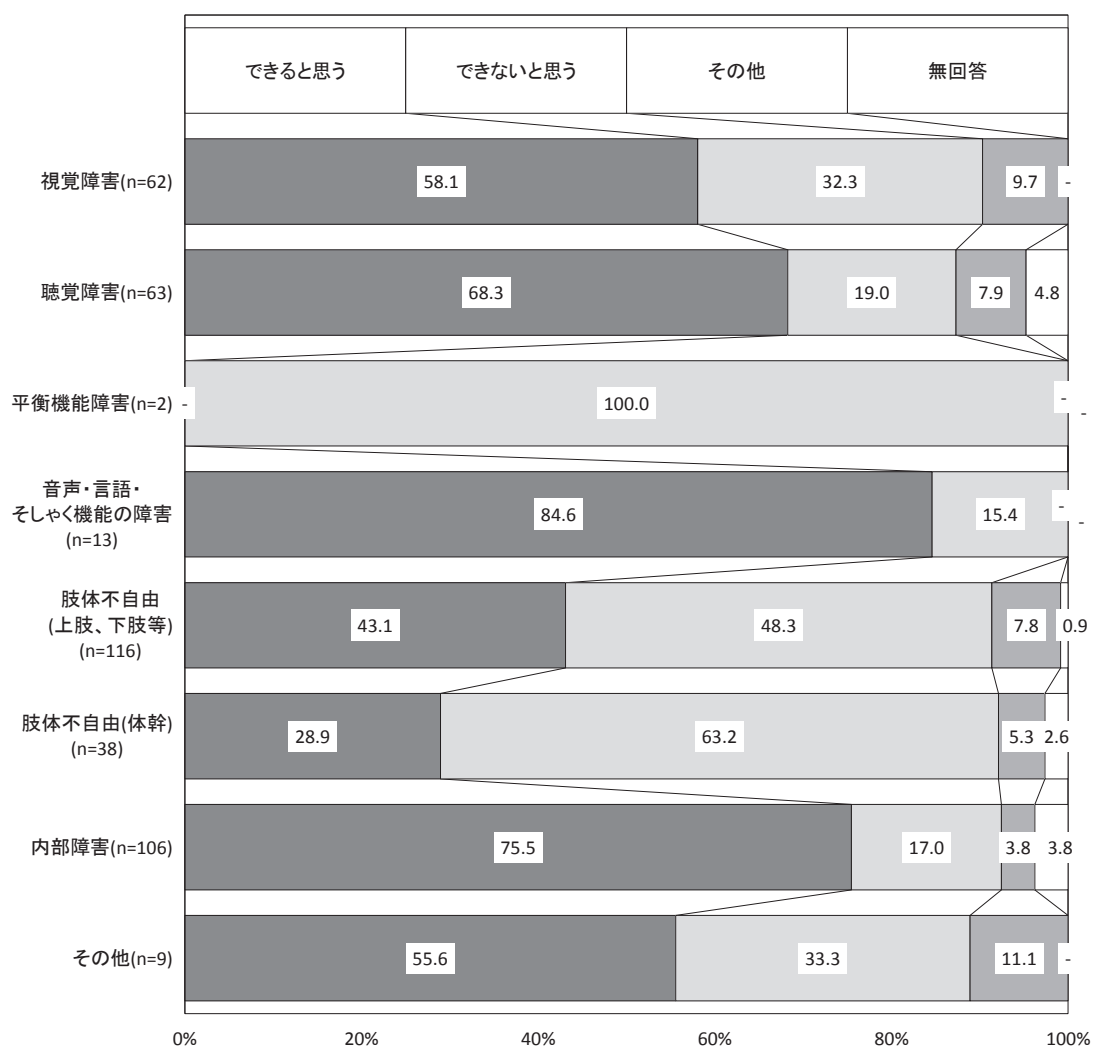 できると思う できないと思う その他 無回答
視覚障害(n=62) 58.1 32.3 9.7 -
聴覚障害(n=63) 68.3 19.0 7.9 4.8
平衡機能障害(n=2) - 100.0 - -
音声・言語・
そしゃく機能の障害
(n=13)
84.6 15.4 - -
肢体不自由
(上肢、下肢等)
(n=116)
43.1 48.3 7.8 0.9
肢体不自由(体幹)
(n=38)
28.9 63.2 5.3 2.6
内部障害(n=106) 75.5 17.0 3.8 3.8
その他(n=9) 55.6 33.3 11.1 -
0% 20% 40% 60% 80% 100%